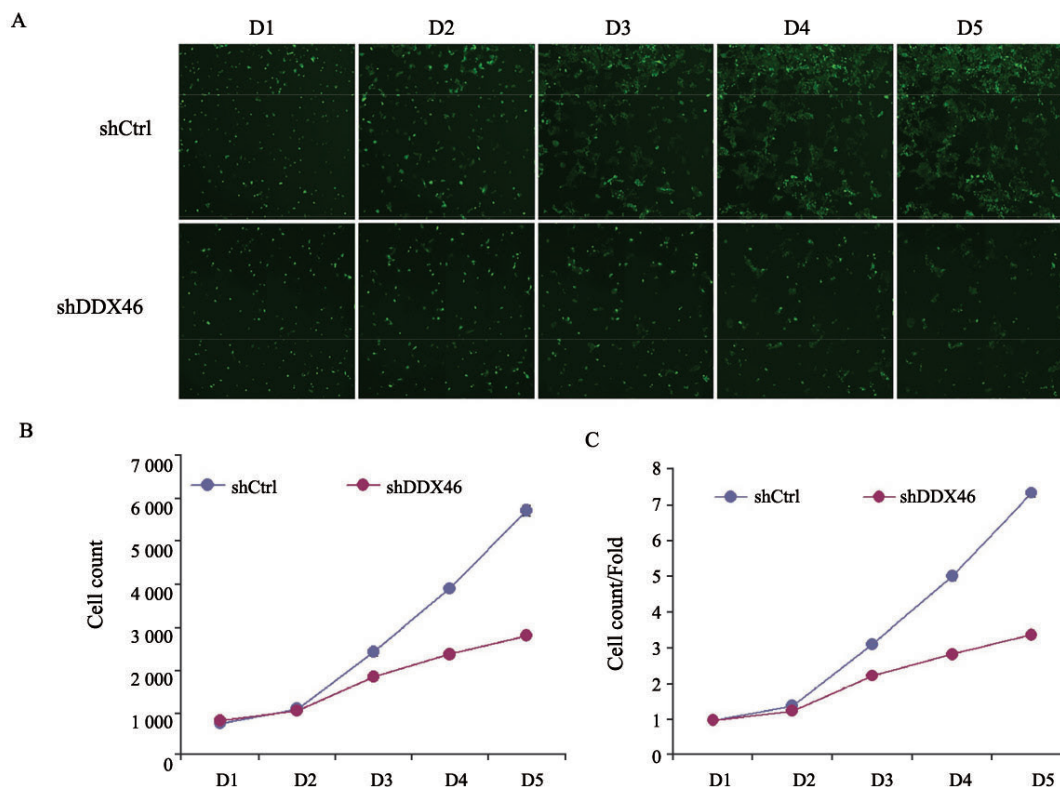 A
D1 D2 D3 D4 D5
shCtrl
shDDX46
B
Cell count
7 000
6 000
5 000
4 000
3 000
2 000
1 000
0
shCtrl shDDX46
D1 D2 D3 D4 D5
C
Cell count/Fold
8
7
6
5
4
3
2
1
0
shCtrl shDDX46
D1 D2 D3 D4 D5